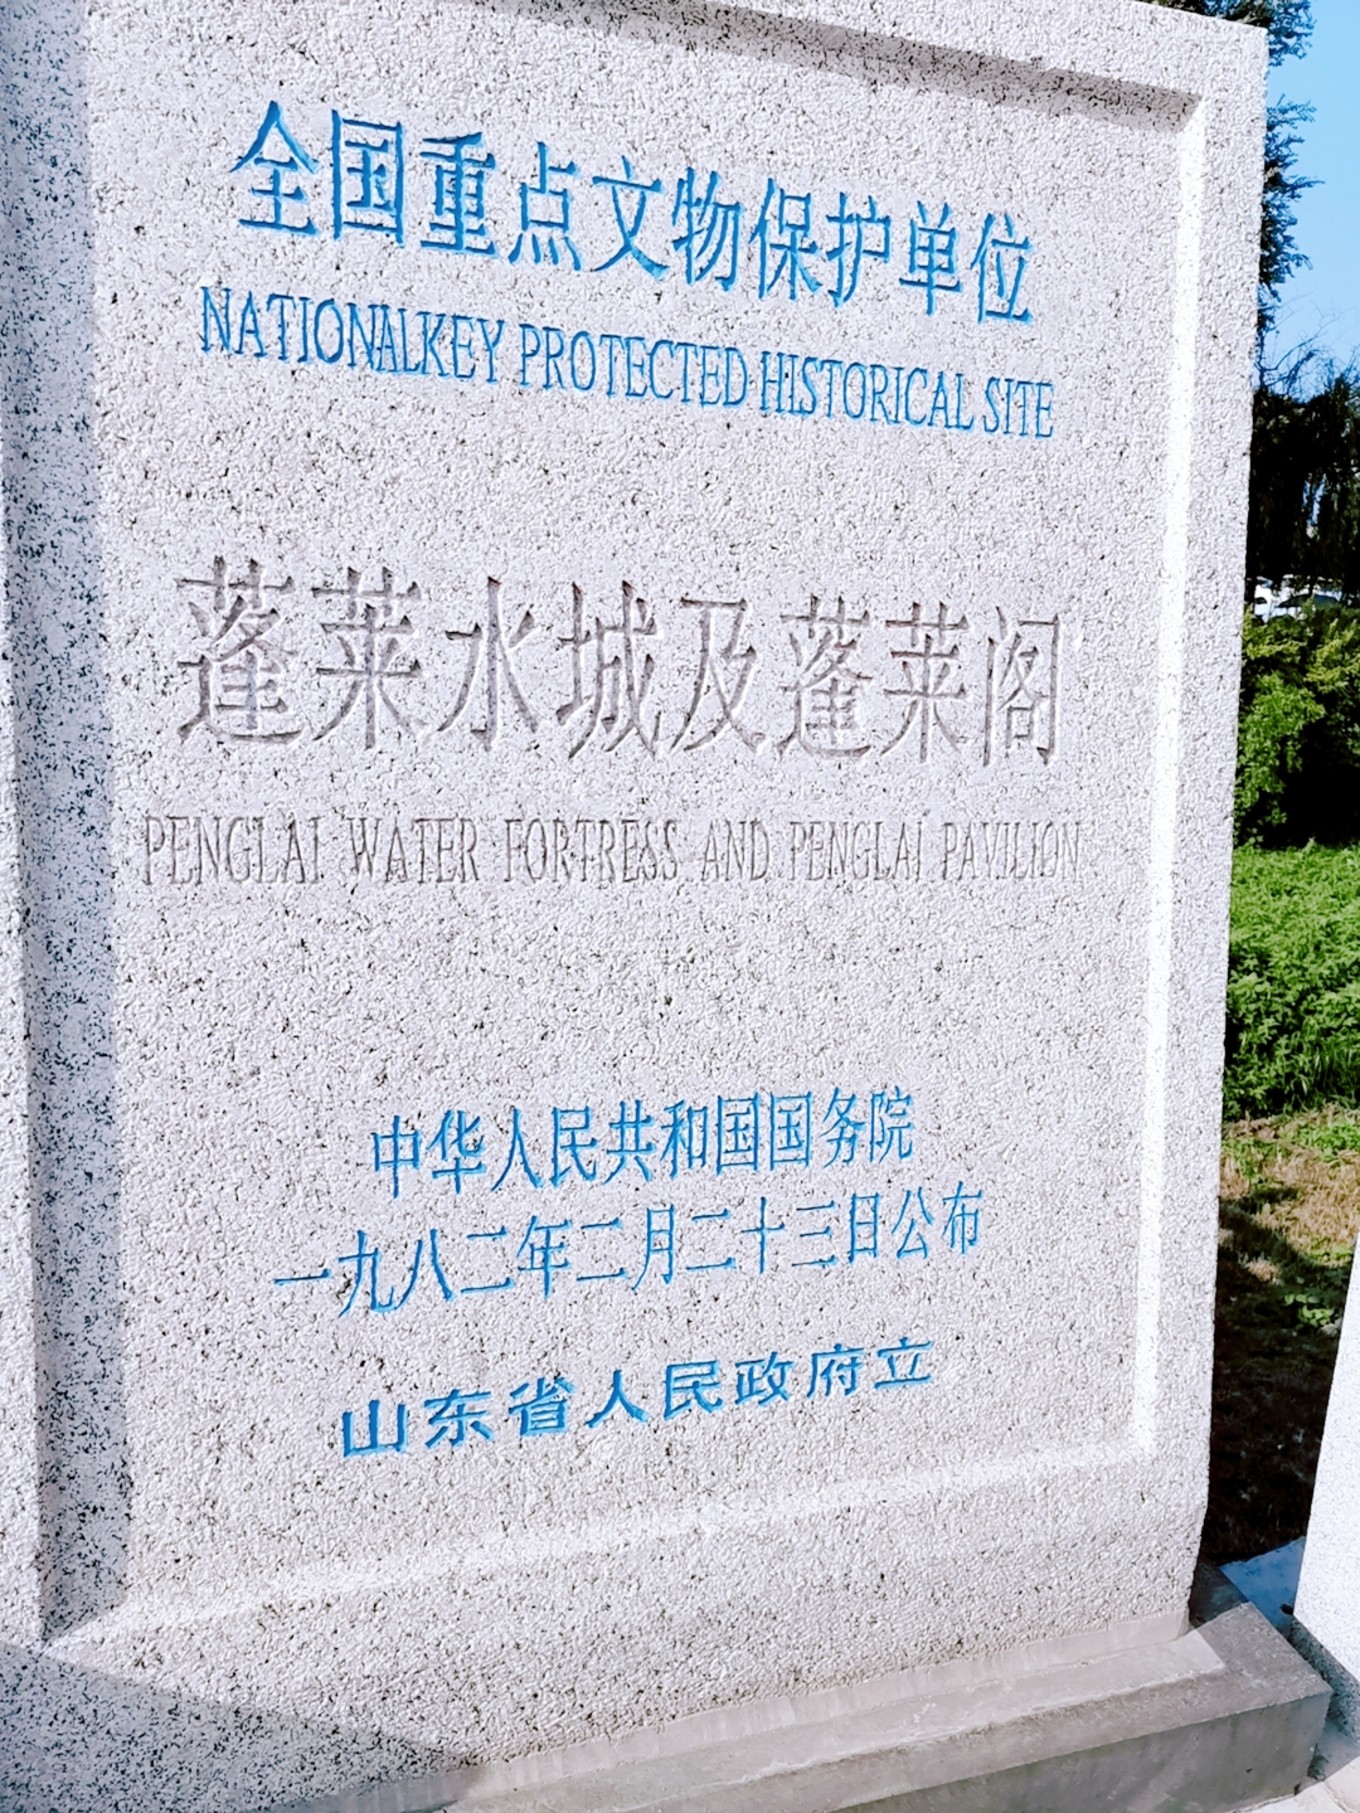 全国重点文物保护单位
NATIONALKEY PROTECTED HISTORICAL SITE
蓬莱水城及蓬莱阁
PENGLAI WATER FORTRESS AND PENGLAI PAVILION
中华人民共和国国务院
一九八二年二月二十三日公布
山东省人民政府立